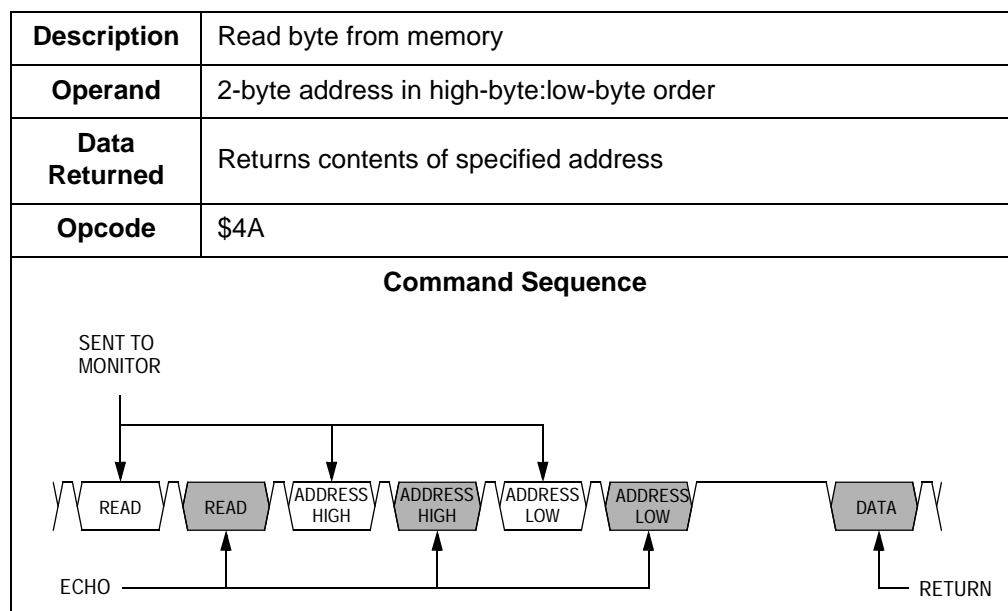 Description Read byte from memory
Operand 2-byte address in high-byte:low-byte order
Data
Returned
Returns contents of specified address
Opcode $4A
Command Sequence
SENT TO
MONITOR
READ READ ADDRESS ADDRESS ADDRESS ADDRESS DATA
HIGH HIGH LOW LOW
ECHO RETURN